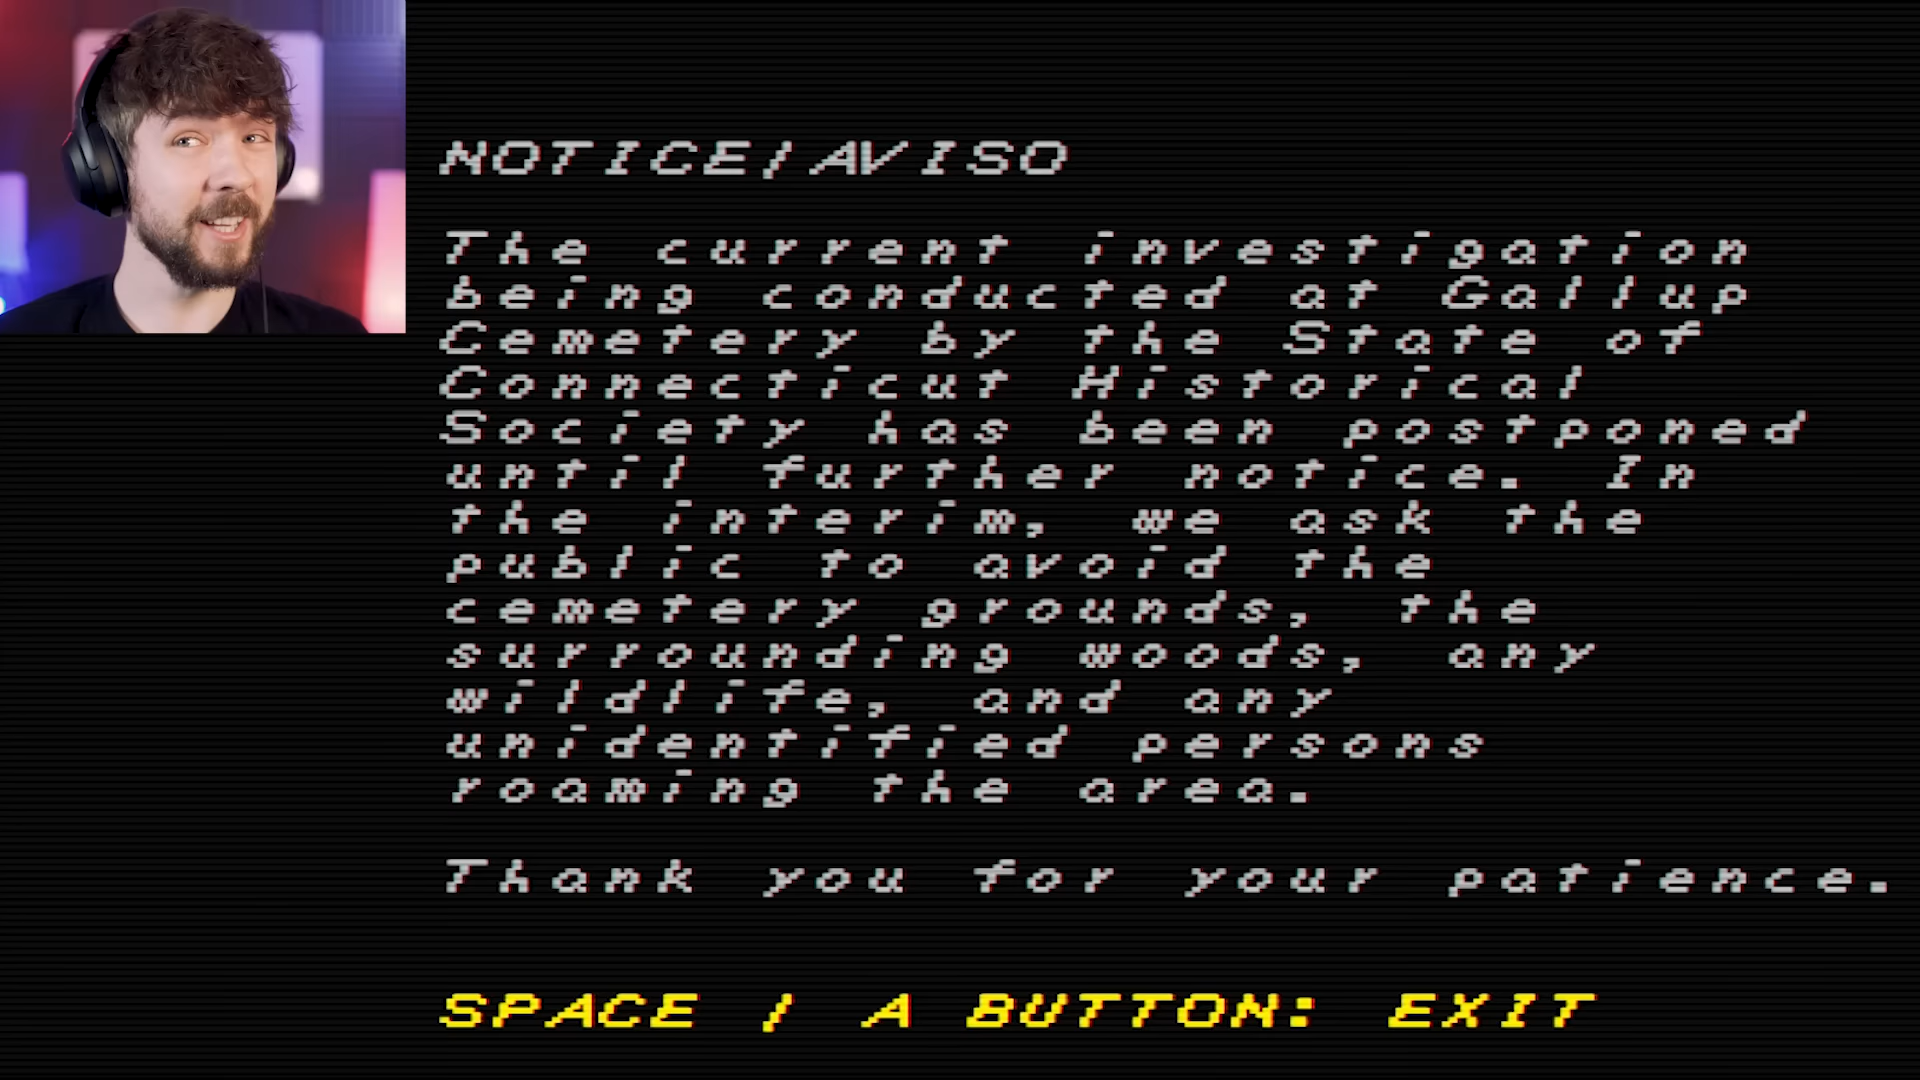 NOTICE/AVISO
The current investigation
being conducted at Gallup
Cemetery by the State of
Connecticut Historical
Society has been postponed
until further notice. In
the interim, we ask the
public to avoid the
cemetery grounds, the
surrounding woods, any
wildlife, and any
unidentified persons
roaming the area.
Thank you for your patience.
SPACE / A BUTTON: EXIT